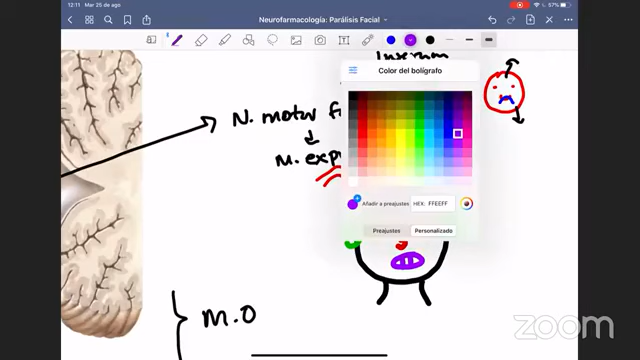 12:11 Mar 25 de ago
57%
Neurofarmacología: Parálisis Facial
Color del bolígrafo
N. motor f
M. exp
Añadir a preajustes HEX: FFEEFF
Preajustes Personalizado
M.O
zoom